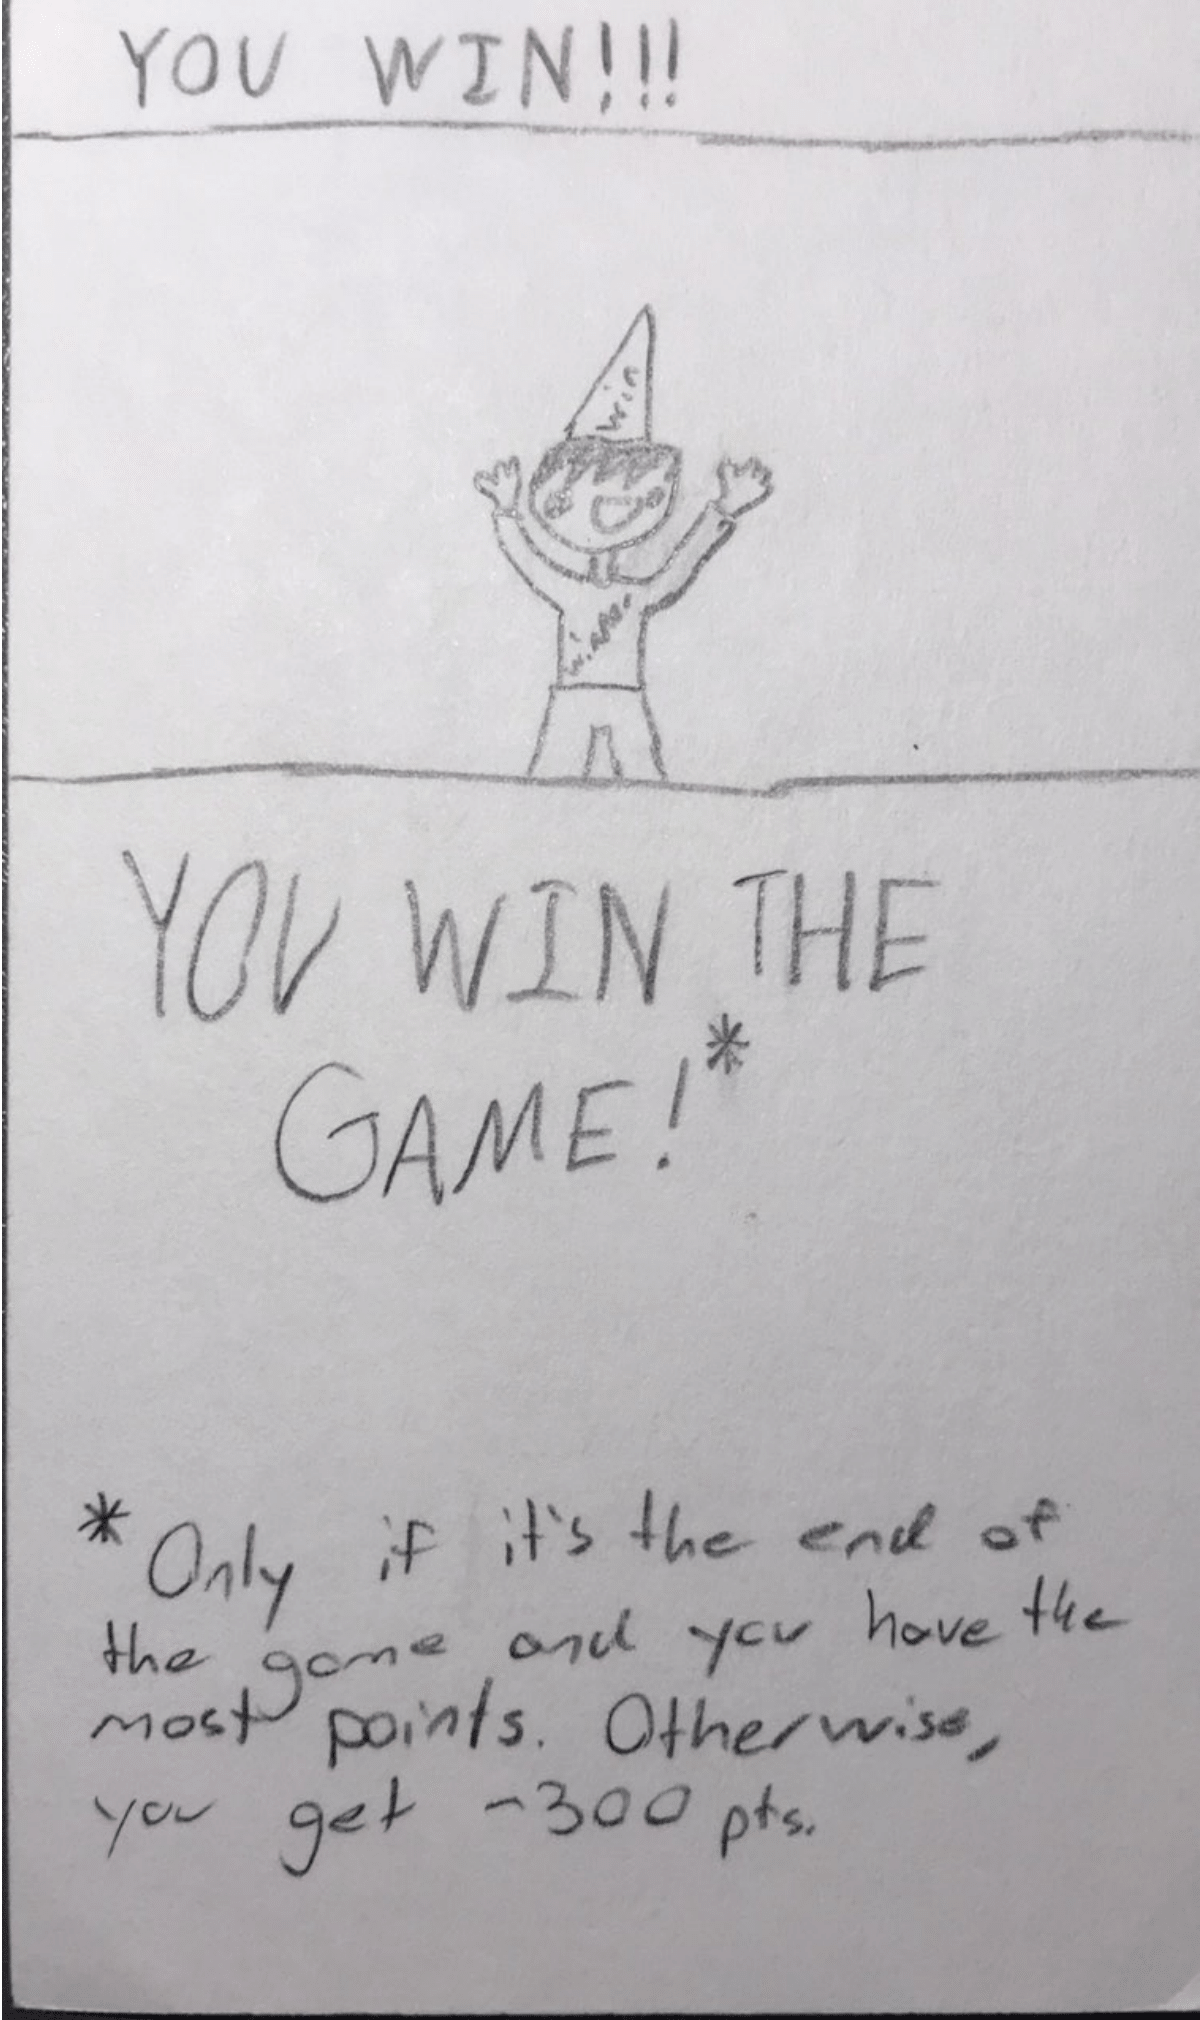 YOU WIN!!!
win
winner
YOU WIN THE
GAME!*
*Only if it's the end of
the game and you have the
most points. Otherwise,
you get -300 pts.